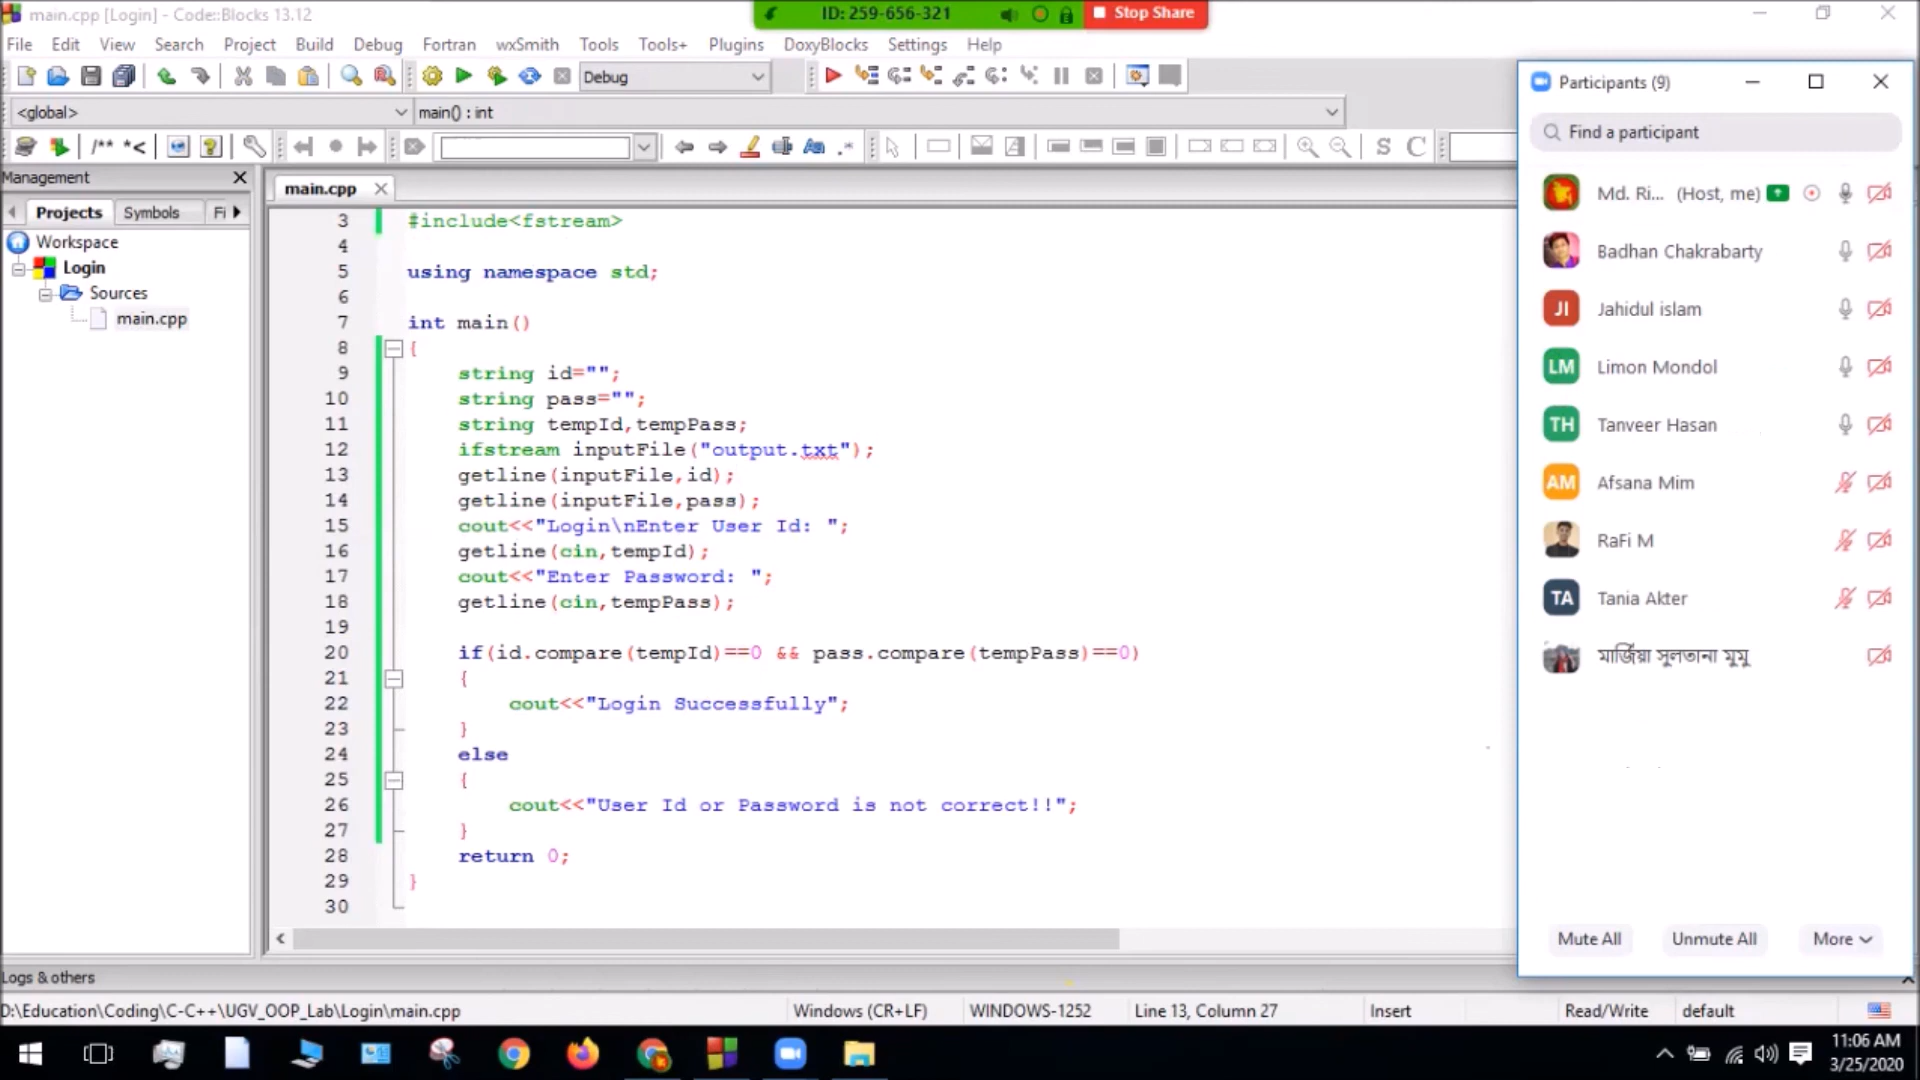 main.cpp [Login] - Code::Blocks 13.12
ID: 259-656-321
Stop Share
File Edit View Search Project Build Debug Fortran wxSmith Tools Tools+ Plugins DoxyBlocks Settings Help
Debug
<global>
main() : int
/** *<
S C
Management
Projects Symbols Fi
Workspace
Login
Sources
main.cpp
main.cpp
3 #include<fstream>
4
5 using namespace std;
6
7 int main()
8 {
9 string id="";
10 string pass="";
11 string tempId,tempPass;
12 ifstream inputFile("output.txt");
13 getline(inputFile,id);
14 getline(inputFile,pass);
15 cout<<"Login\nEnter User Id: ";
16 getline(cin,tempId);
17 cout<<"Enter Password: ";
18 getline(cin,tempPass);
19
20 if(id.compare(tempId)==0 && pass.compare(tempPass)==0)
21 {
22 cout<<"Login Successfully";
23 }
24 else
25 {
26 cout<<"User Id or Password is not correct!!";
27 }
28 return 0;
29 }
30
Participants (9)
Find a participant
Md. Ri... (Host, me)
Badhan Chakrabarty
JI Jahidul islam
LM Limon Mondol
TH Tanveer Hasan
AM Afsana Mim
RaFi M
TA Tania Akter
মার্জিয়া সুলতানা মুমু
Mute All Unmute All More
Logs & others
D:\Education\Coding\C-C++\UGV_OOP_Lab\Login\main.cpp
Windows (CR+LF)
WINDOWS-1252
Line 13, Column 27
Insert
Read/Write
default
11:06 AM
3/25/2020